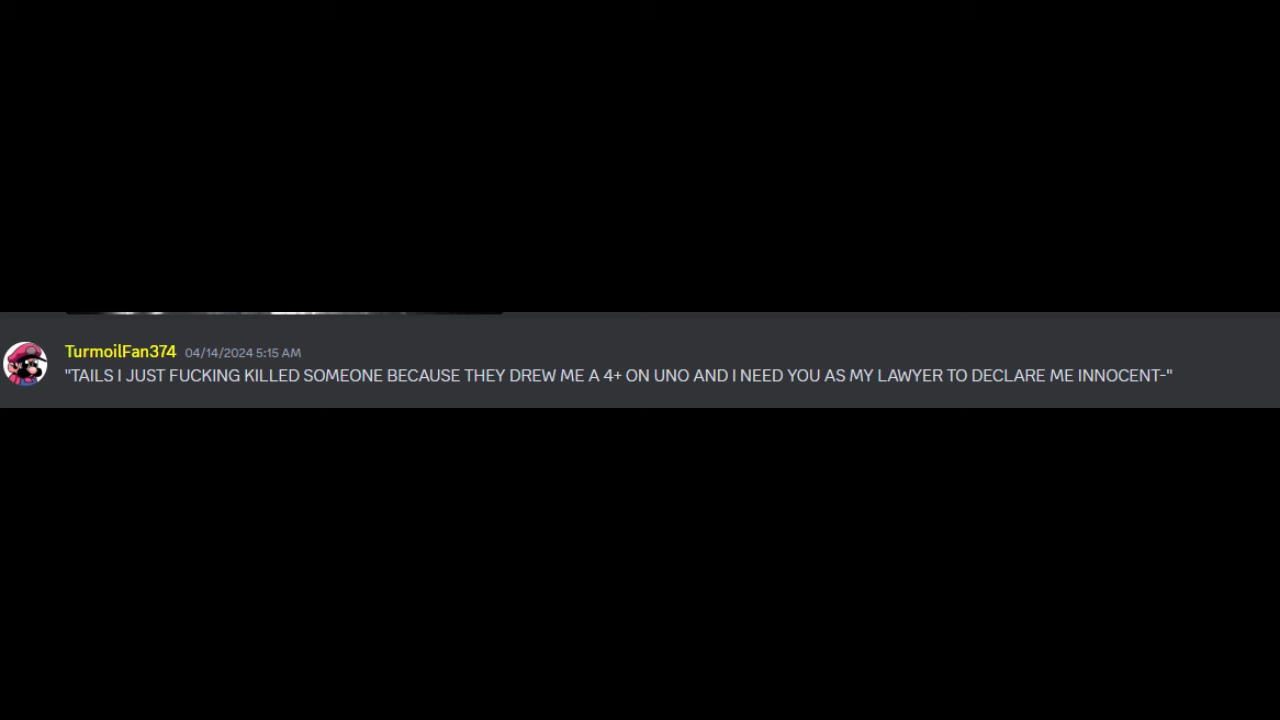 TurmoilFan374 04/14/2024 5:15 AM
"TAILS I JUST FUCKING KILLED SOMEONE BECAUSE THEY DREW ME A 4+ ON UNO AND I NEED YOU AS MY LAWYER TO DECLARE ME INNOCENT-"